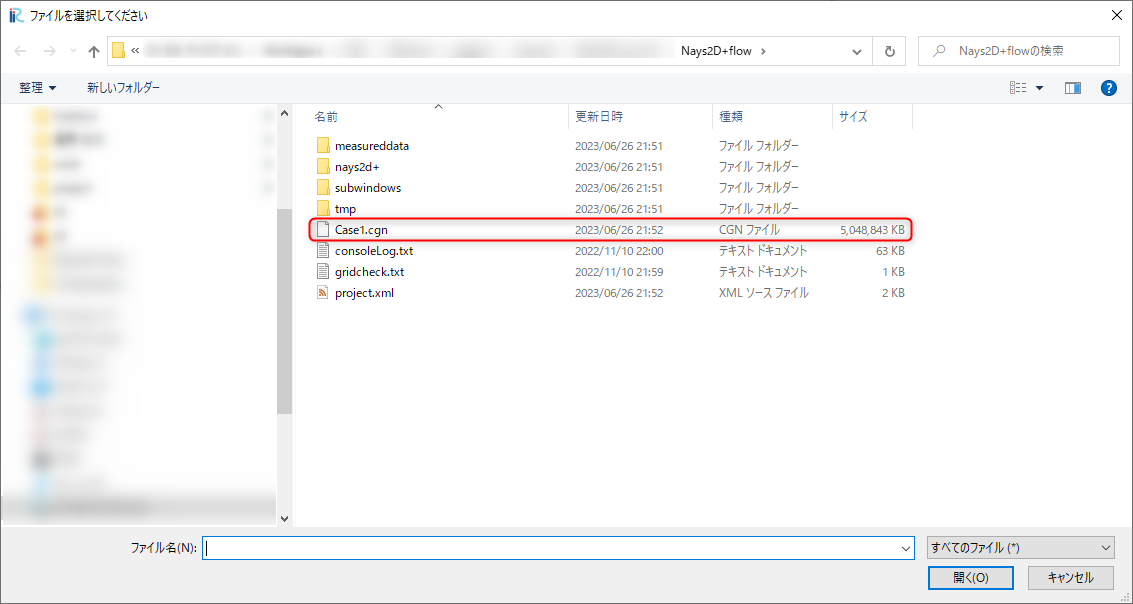 ファイルを選択してください
« Nays2D+flow
Nays2D+flowの検索
整理 新しいフォルダー
名前 更新日時 種類 サイズ
measureddata 2023/06/26 21:51 ファイル フォルダー
nays2d+ 2023/06/26 21:51 ファイル フォルダー
subwindows 2023/06/26 21:51 ファイル フォルダー
tmp 2023/06/26 21:51 ファイル フォルダー
Case1.cgn 2023/06/26 21:52 CGN ファイル 5,048,843 KB
consoleLog.txt 2022/11/10 22:00 テキスト ドキュメント 63 KB
gridcheck.txt 2022/11/10 21:59 テキスト ドキュメント 1 KB
project.xml 2023/06/26 21:52 XML ソース ファイル 2 KB
ファイル名(N): すべてのファイル (*)
開く(O) キャンセル